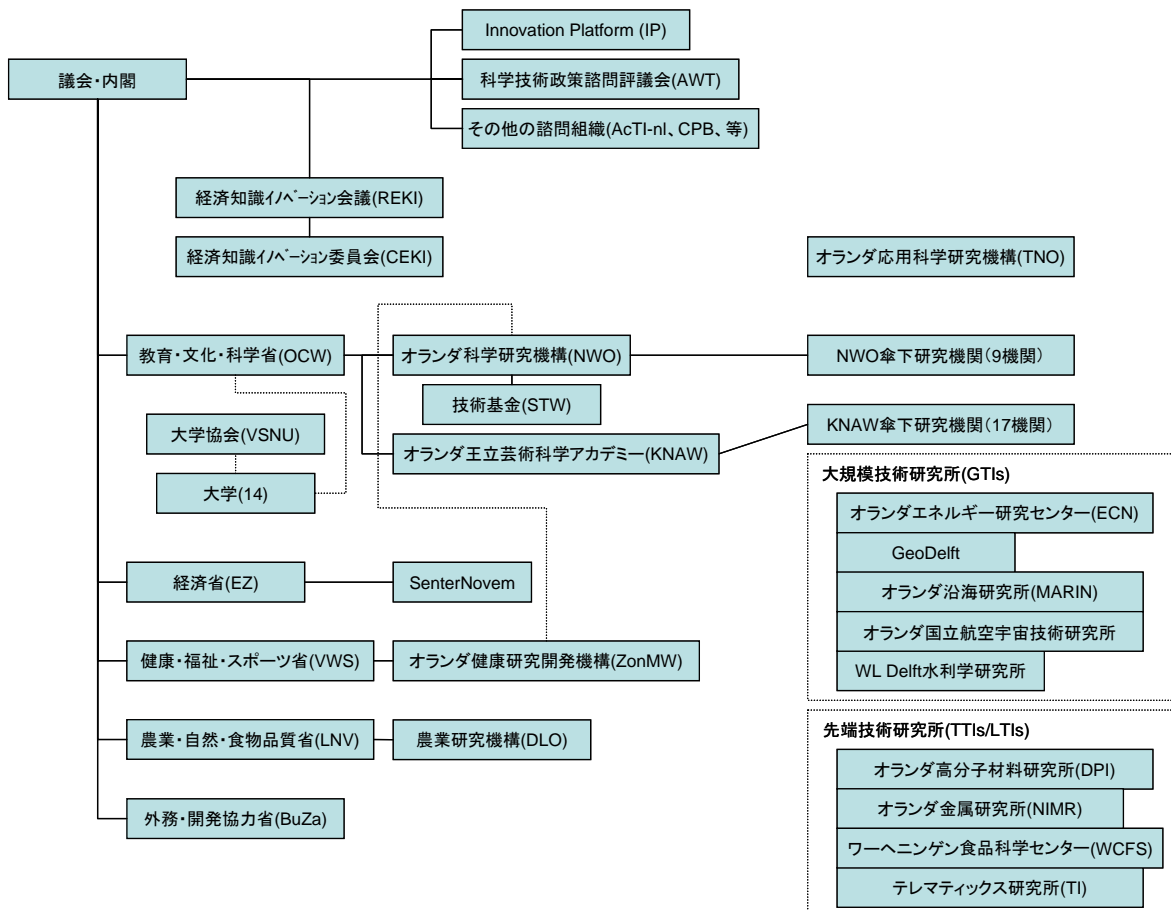 Innovation Platform (IP)
議会・内閣
科学技術政策諮問評議会(AWT)
その他の諮問組織(AcTI-nl、CPB、等)
経済知識ｲﾉﾍﾞｰｼｮﾝ会議(REKI)
経済知識ｲﾉﾍﾞｰｼｮﾝ委員会(CEKI)
オランダ応用科学研究機構(TNO)
教育・文化・科学省(OCW)
オランダ科学研究機構(NWO)
NWO傘下研究機関（9機関）
技術基金(STW)
大学協会(VSNU)
オランダ王立芸術科学アカデミー(KNAW)
KNAW傘下研究機関（17機関）
大学(14)
大規模技術研究所(GTIs)
オランダエネルギー研究センター(ECN)
GeoDelft
オランダ沿海研究所(MARIN)
オランダ国立航空宇宙技術研究所
WL Delft水利学研究所
経済省(EZ)
SenterNovem
健康・福祉・スポーツ省(VWS)
オランダ健康研究開発機構(ZonMW)
農業・自然・食物品質省(LNV)
農業研究機構(DLO)
外務・開発協力省(BuZa)
先端技術研究所(TTIs/LTIs)
オランダ高分子材料研究所(DPI)
オランダ金属研究所(NIMR)
ワーヘニンゲン食品科学センター(WCFS)
テレマティックス研究所(TI)